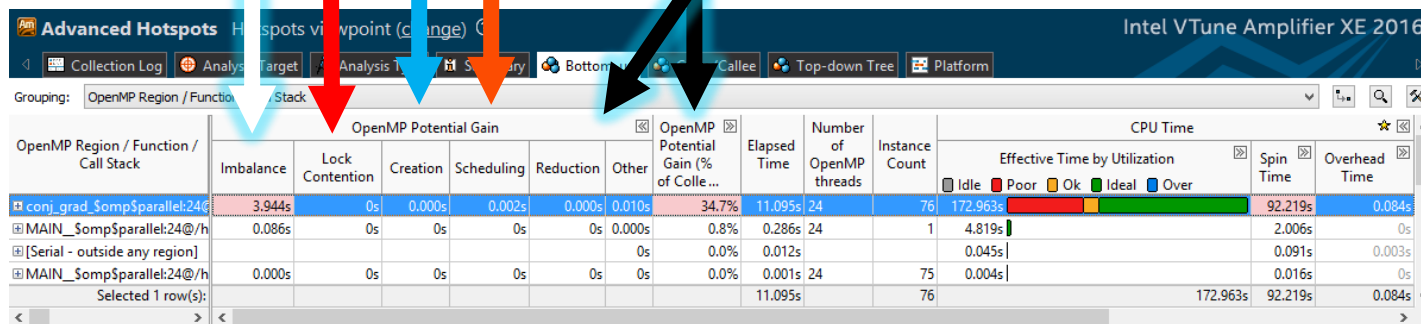 Advanced Hotspots Hotspots viewpoint (change)
Intel VTune Amplifier XE 2016
Collection Log Analysis Target Analysis Summary Bottom-up /Callee Top-down Tree Platform
Grouping: OpenMP Region / Function Stack
OpenMP Region / Function / Call Stack
OpenMP Potential Gain
Imbalance
Lock Contention
Creation
Scheduling
Reduction
Other
OpenMP Potential Gain (% of Colle ...
Elapsed Time
Number of OpenMP threads
Instance Count
CPU Time
Effective Time by Utilization
Idle Poor Ok Ideal Over
Spin Time
Overhead Time
conj_grad_$omp$parallel:24@ 3.944s 0s 0.000s 0.002s 0.000s 0.010s 34.7% 11.095s 24 76 172.963s 92.219s 0.084s
MAIN__$omp$parallel:24@/h 0.086s 0s 0s 0s 0s 0.000s 0.8% 0.286s 24 1 4.819s 2.006s 0s
[Serial - outside any region] 0s 0.0% 0.012s 0.045s 0.091s 0.003s
MAIN__$omp$parallel:24@/h 0.000s 0s 0s 0s 0s 0s 0.0% 0.001s 24 75 0.004s 0.016s 0s
Selected 1 row(s): 11.095s 76 172.963s 92.219s 0.084s